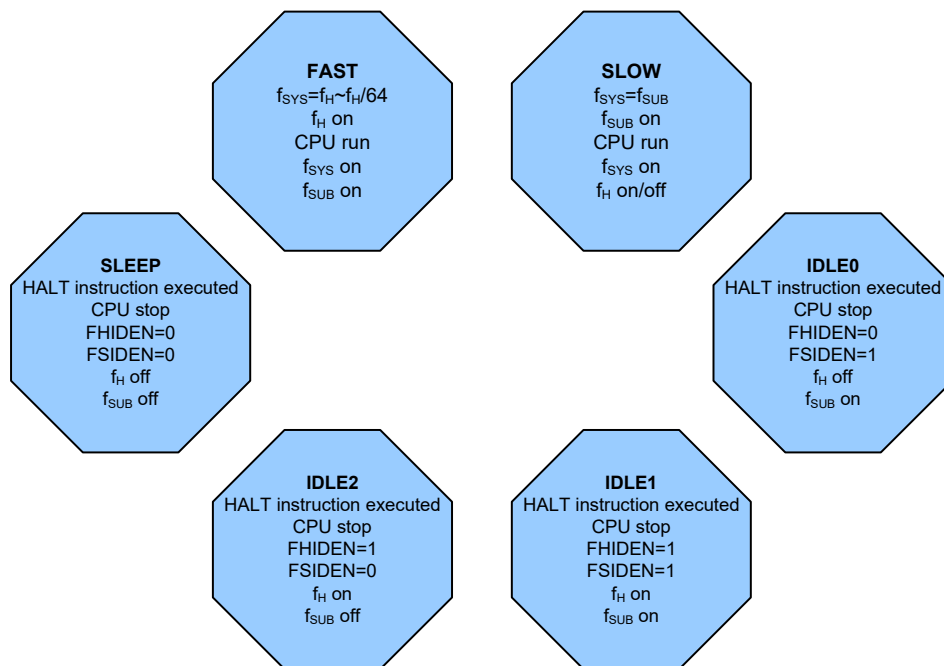 FAST
fSYS=fH~fH/64
fH on
CPU run
fSYS on
fSUB on
SLOW
fSYS=fSUB
fSUB on
CPU run
fSYS on
fH on/off
SLEEP
HALT instruction executed
CPU stop
FHIDEN=0
FSIDEN=0
fH off
fSUB off
IDLE0
HALT instruction executed
CPU stop
FHIDEN=0
FSIDEN=1
fH off
fSUB on
IDLE2
HALT instruction executed
CPU stop
FHIDEN=1
FSIDEN=0
fH on
fSUB off
IDLE1
HALT instruction executed
CPU stop
FHIDEN=1
FSIDEN=1
fH on
fSUB on